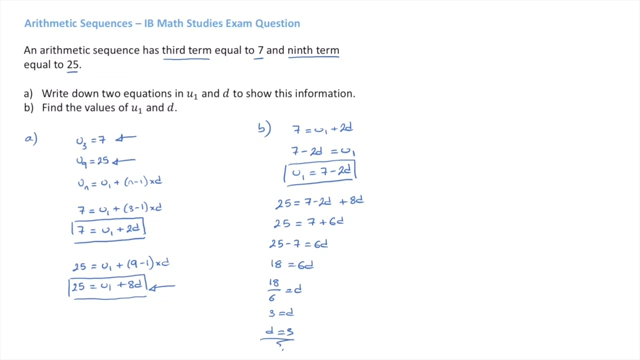 Arithmetic Sequences – IB Math Studies Exam Question
An arithmetic sequence has third term equal to 7 and ninth term
equal to 25.
a) Write down two equations in u₁ and d to show this information.
b) Find the values of u₁ and d.
a)
u₃ = 7 ←
u₉ = 25 ←
uₙ = u₁ + (n-1)×d
7 = u₁ + (3-1)×d
7 = u₁ + 2d
25 = u₁ + (9-1)×d
25 = u₁ + 8d ←
b) 7 = u₁ + 2d
7 - 2d = u₁
u₁ = 7 - 2d
25 = 7 - 2d + 8d
25 = 7 + 6d
25 - 7 = 6d
18 = 6d
18/6 = d
3 = d
d = 3